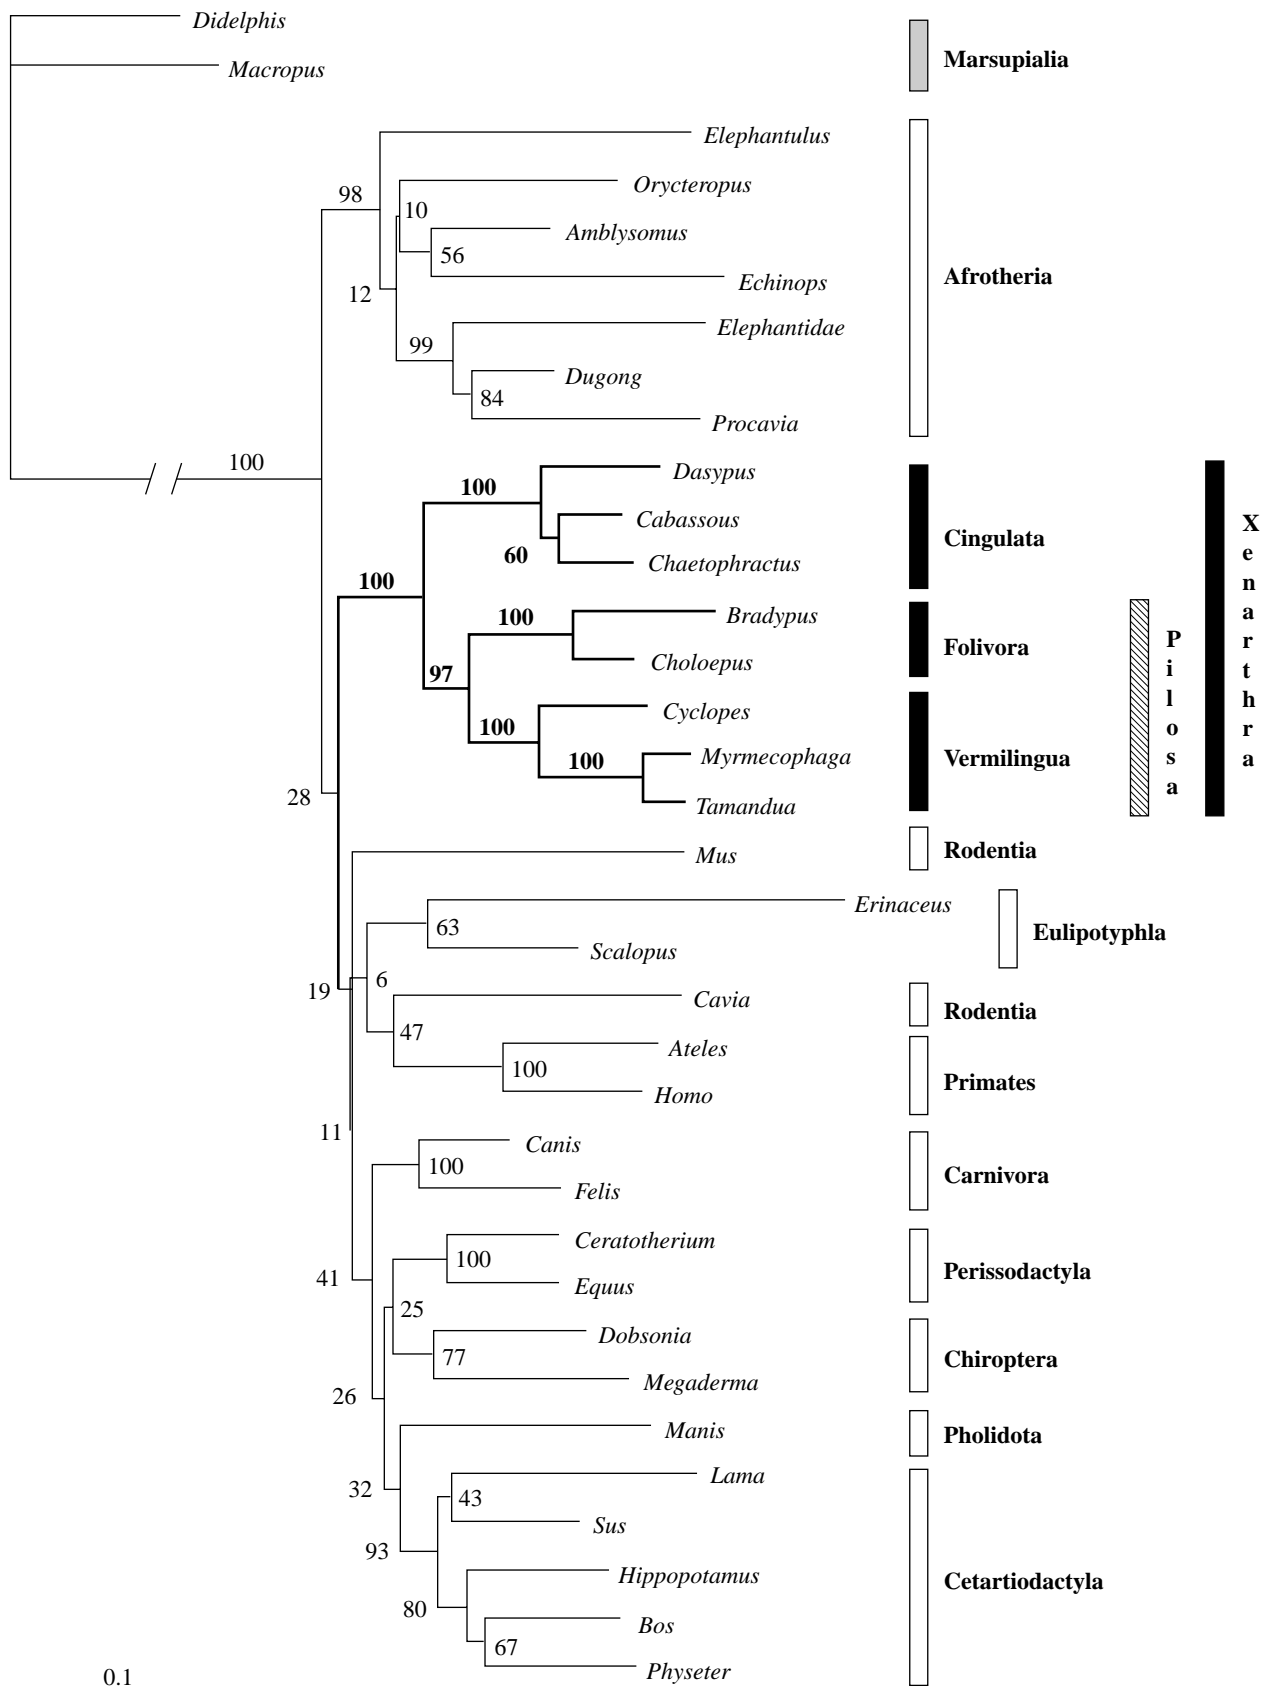 Didelphis
Marsupialia
Macropus
Elephantulus
98
Orycteropus
10
Amblysomus
56
Afrotheria
Echinops
12
Elephantidae
99
Dugong
84
Procavia
100
Dasypus
100
Cabassous
Cingulata
60
Chaetophractus
100
Bradypus
100
Folivora
Choloepus
97
Cyclopes
100
Myrmecophaga
Vermilingua
100
Tamandua
28
Pilosa
Xenarthra
Mus
Rodentia
Erinaceus
63
Eulipotyphla
Scalopus
6
19
Cavia
Rodentia
47
Ateles
100
Primates
Homo
11
Canis
100
Carnivora
Felis
Ceratotherium
100
Perissodactyla
41
Equus
25
Dobsonia
77
Chiroptera
Megaderma
26
Manis
Pholidota
Lama
32
43
Sus
93
Hippopotamus
Cetartiodactyla
80
Bos
67
Physeter
0.1